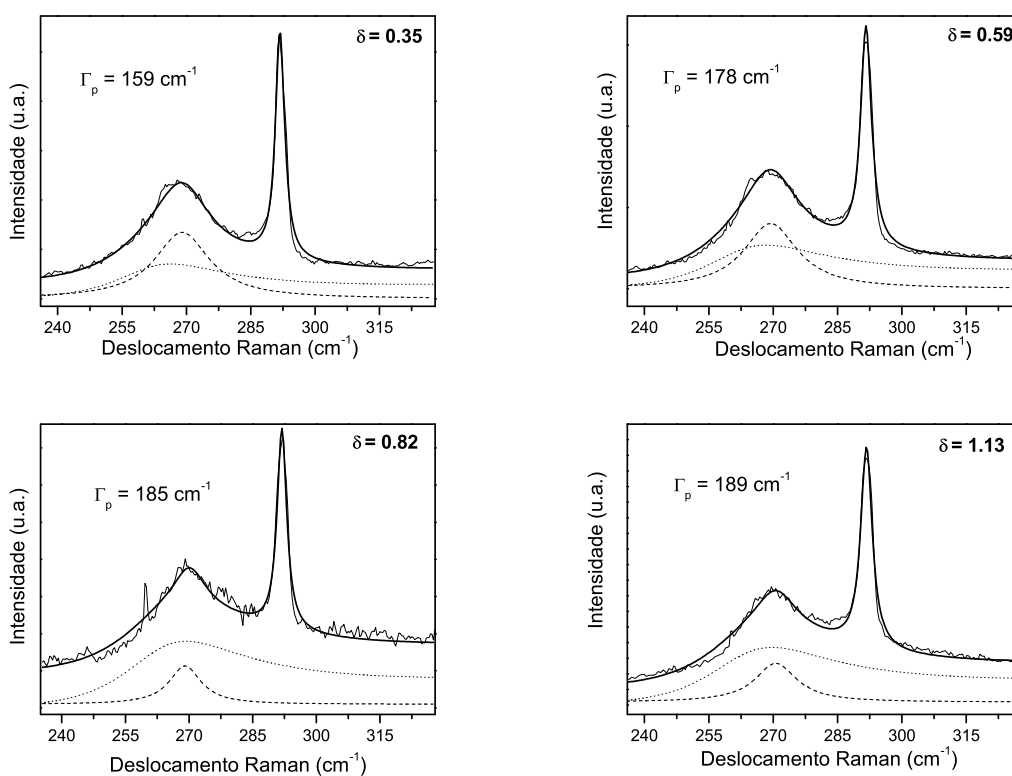 δ = 0.35
Γp = 159 cm-1
Intensidade (u.a.)
240 255 270 285 300 315
Deslocamento Raman (cm-1)
δ = 0.59
Γp = 178 cm-1
Intensidade (u.a.)
240 255 270 285 300 315
Deslocamento Raman (cm-1)
δ = 0.82
Γp = 185 cm-1
Intensidade (u.a.)
240 255 270 285 300 315
Deslocamento Raman (cm-1)
δ = 1.13
Γp = 189 cm-1
Intensidade (u.a.)
240 255 270 285 300 315
Deslocamento Raman (cm-1)